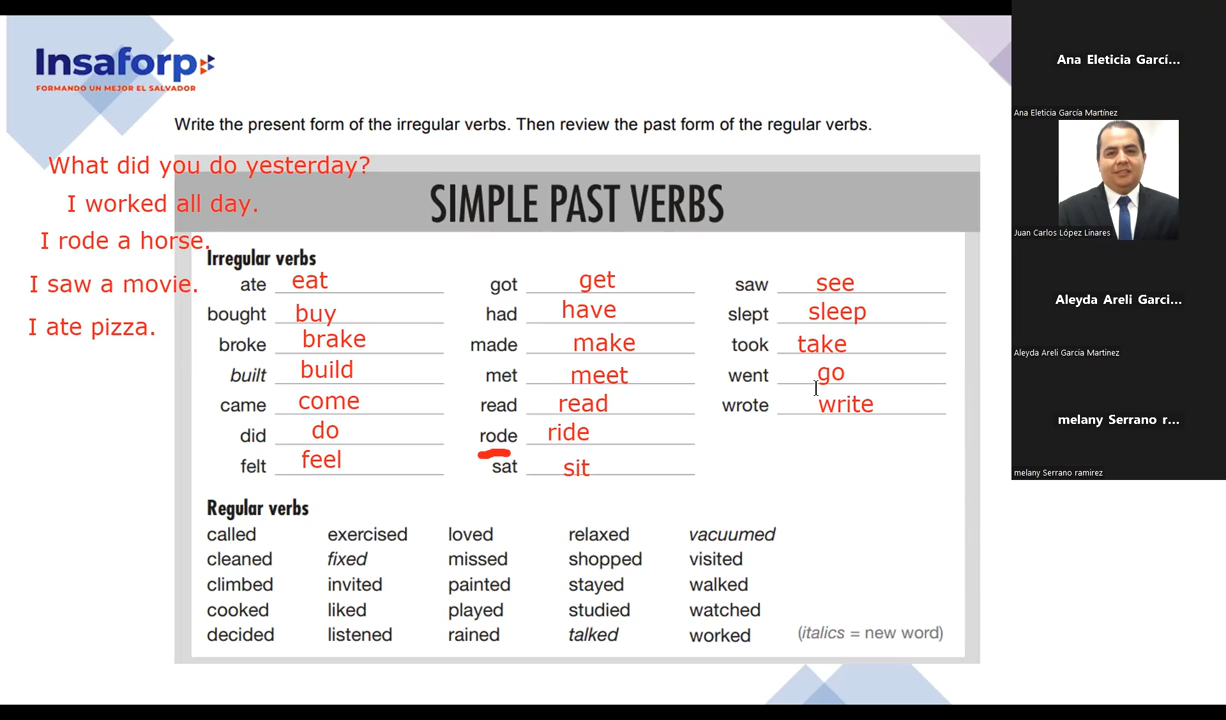 Insaforp
FORMANDO UN MEJOR EL SALVADOR
Write the present form of the irregular verbs. Then review the past form of the regular verbs.
What did you do yesterday?
I worked all day.
I rode a horse.
I saw a movie.
I ate pizza.
SIMPLE PAST VERBS
Irregular verbs
ate eat
bought buy
broke brake
built build
came come
did do
felt feel
got get
had have
made make
met meet
read read
rode ride
sat sit
saw see
slept sleep
took take
went go
wrote write
Regular verbs
called exercised loved relaxed vacuumed
cleaned fixed missed shopped visited
climbed invited painted stayed walked
cooked liked played studied watched
decided listened rained talked worked
(italics = new word)
Ana Eleticia Garcí...
Ana Eleticia García Martínez
Juan Carlos López Linares
Aleyda Areli Garci...
Aleyda Areli Garcia Martinez
melany Serrano r...
melany Serrano ramirez